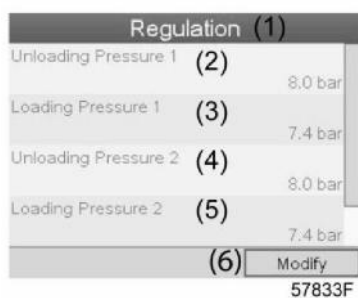 Regulation (1)
Unloading Pressure 1 (2)
8.0 bar
Loading Pressure 1 (3)
7.4 bar
Unloading Pressure 2 (4)
8.0 bar
Loading Pressure 2 (5)
7.4 bar
(6) Modify
57833F